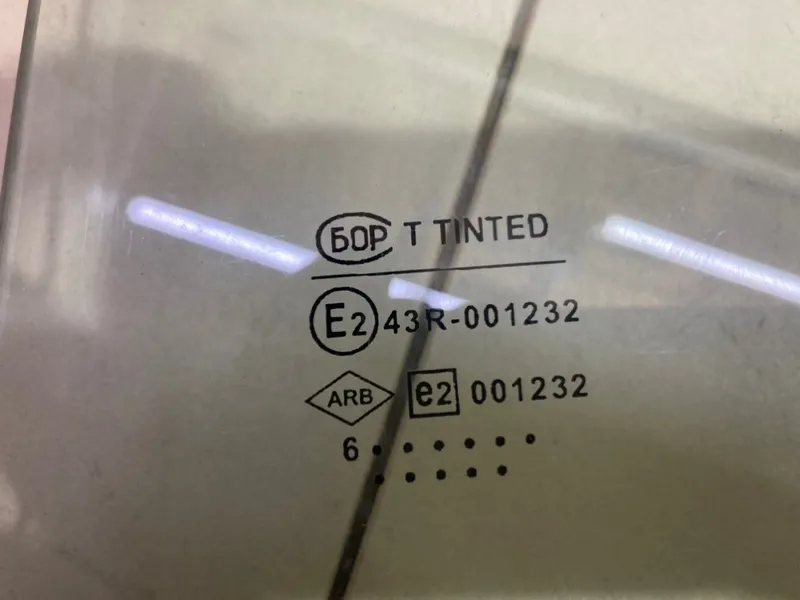 БОР T TINTED
E2 43R-001232
ARB e2 001232
6 . . . . . .
. . . . .